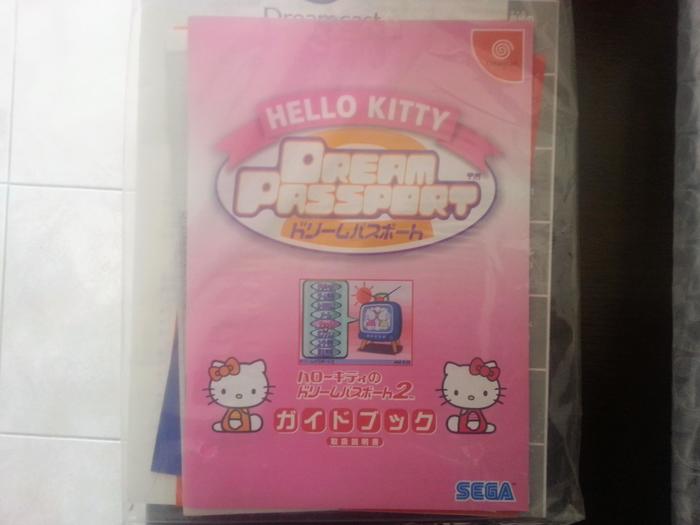 Dreamcast
HELLO KITTY
DREAM
PASSPORT
ドリームパスポート
ハローキティの
ドリームパスポート2
ガイドブック
取扱説明書
SEGA